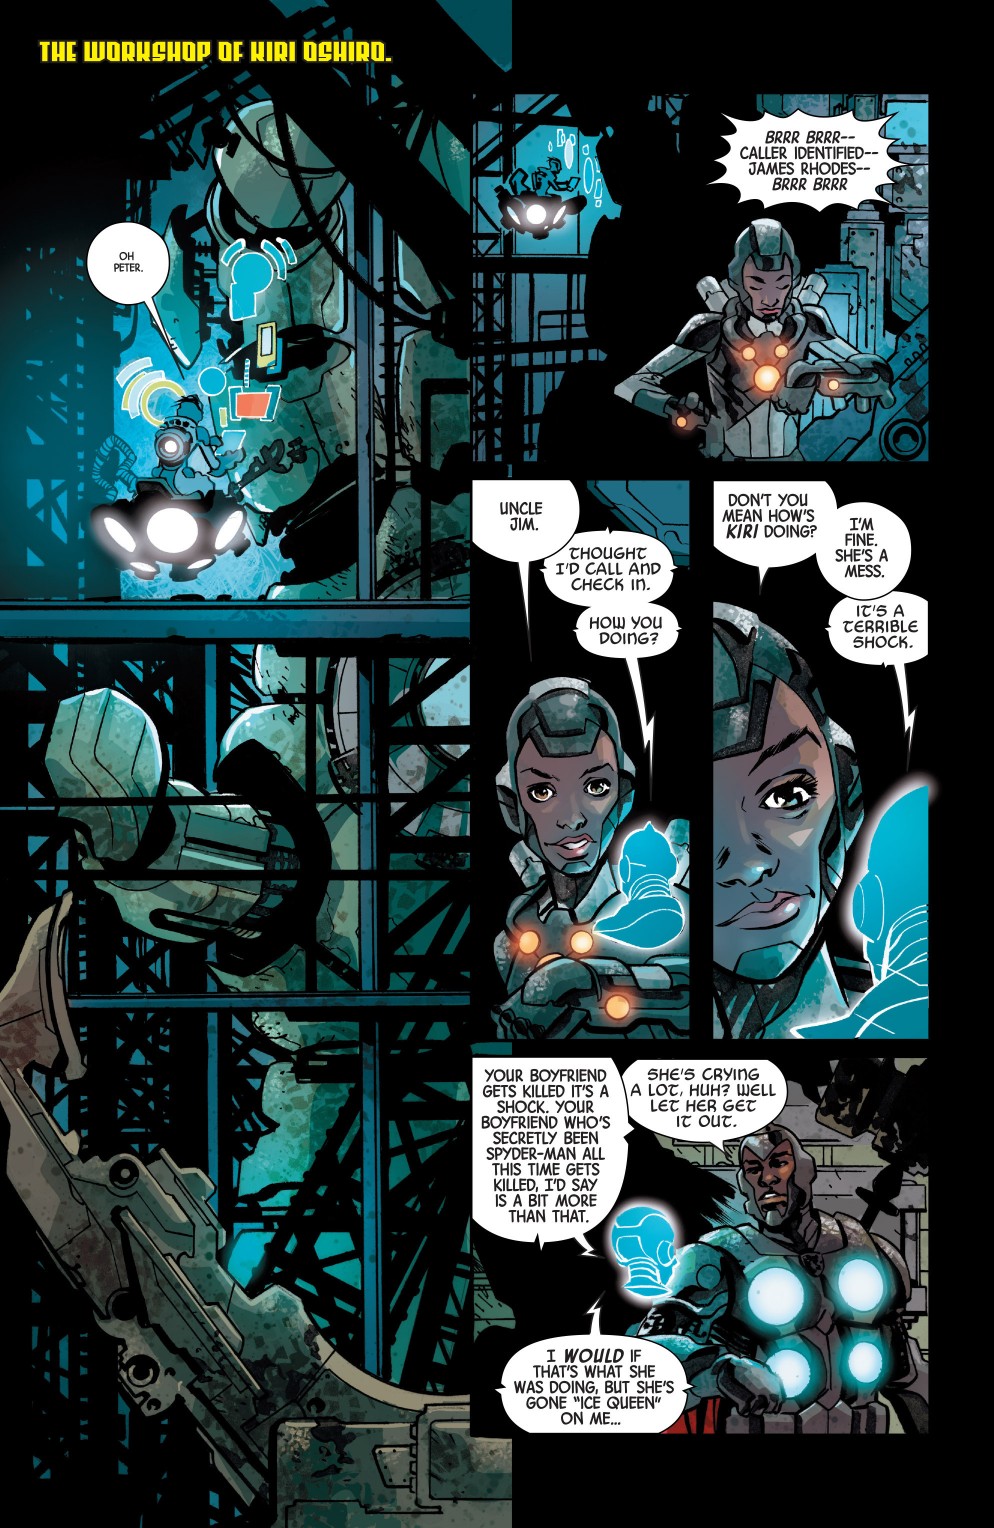 THE WORKSHOP OF KIRI OSHIRO.
OH
PETER.
BRRR BRRR--
CALLER IDENTIFIED--
JAMES RHODES--
BRRR BRRR
UNCLE
JIM.
THOUGHT
I'D CALL AND
CHECK IN.
HOW YOU
DOING?
DON'T YOU
MEAN HOW'S
KIRI DOING?
I'M
FINE.
SHE'S A
MESS.
IT'S A
TERRIBLE
SHOCK.
YOUR BOYFRIEND
GETS KILLED IT'S A
SHOCK. YOUR
BOYFRIEND WHO'S
SECRETLY BEEN
SPYDER-MAN ALL
THIS TIME GETS
KILLED, I'D SAY
IS A BIT MORE
THAN THAT.
SHE'S CRYING
A LOT, HUH? WELL
LET HER GET
IT OUT.
I WOULD IF
THAT'S WHAT SHE
WAS DOING, BUT SHE'S
GONE "ICE QUEEN"
ON ME...